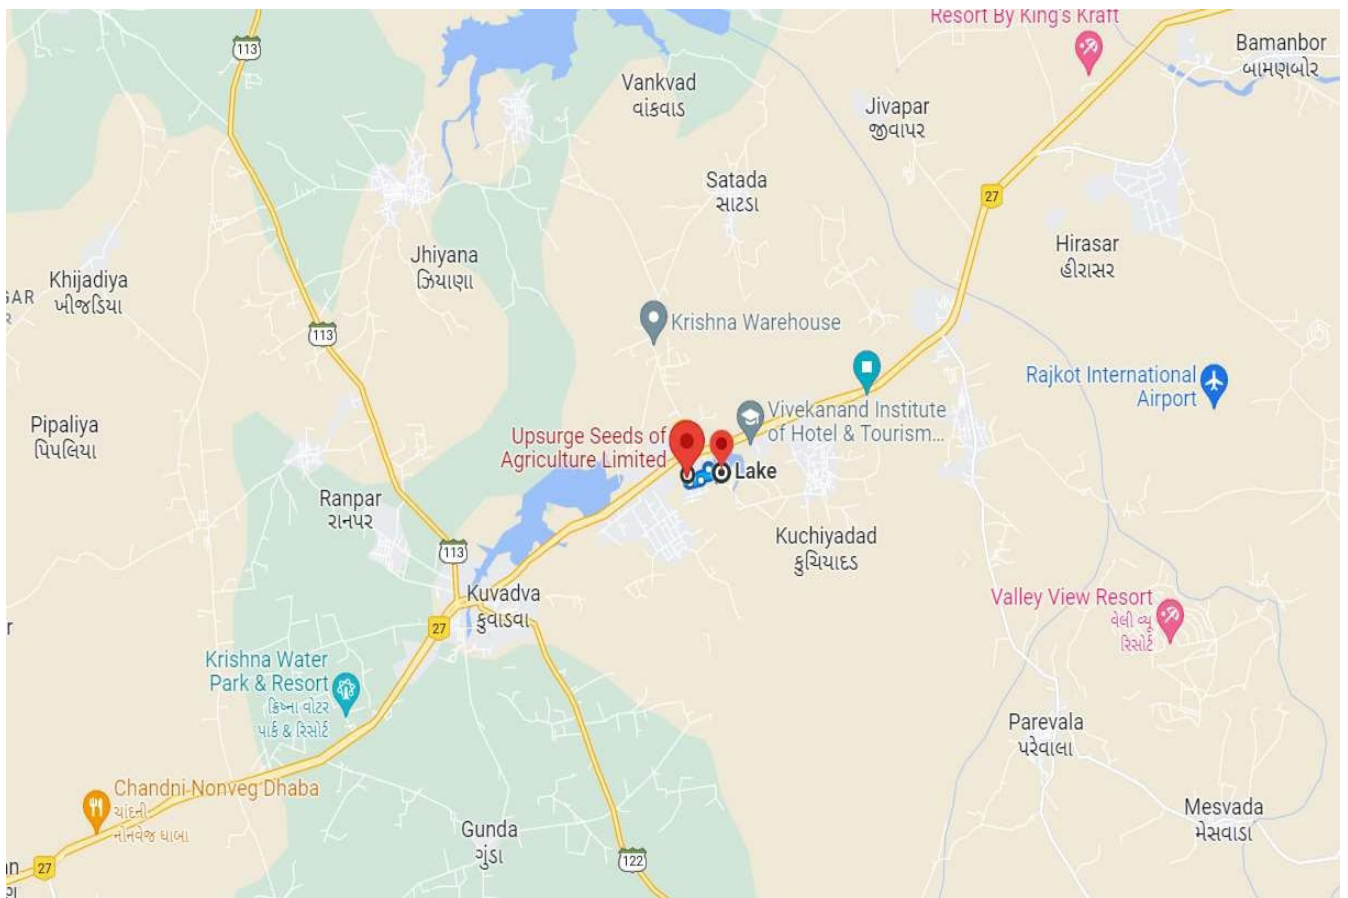 Resort By King's Kraft
113
Bamanbor
બામણબોર
Vankvad
વાંકવાડ
Jivapar
જીવાપર
Satada
સાટડા
27
Hirasar
હીરાસર
Jhiyana
ઝિયાણા
Khijadiya
ખીજડિયા
113
Krishna Warehouse
Rajkot International
Airport
Pipaliya
પિપલિયા
Vivekanand Institute
of Hotel & Tourism...
Upsurge Seeds of
Agriculture Limited
Lake
Ranpar
રાનપર
Kuchiyadad
કુચિયાદડ
113
Kuvadva
કુવાડવા
27
Valley View Resort
વેલી વ્યૂ
રિસોર્ટ
Krishna Water
Park & Resort
ક્રિષ્ના વોટર
પાર્ક & રિસોર્ટ
Parevala
પરેવાલા
Chandni Nonveg Dhaba
ચાંદની
નોનવેજ ધાબા
Mesvada
મેસવાડા
Gunda
ગુંડા
122
27